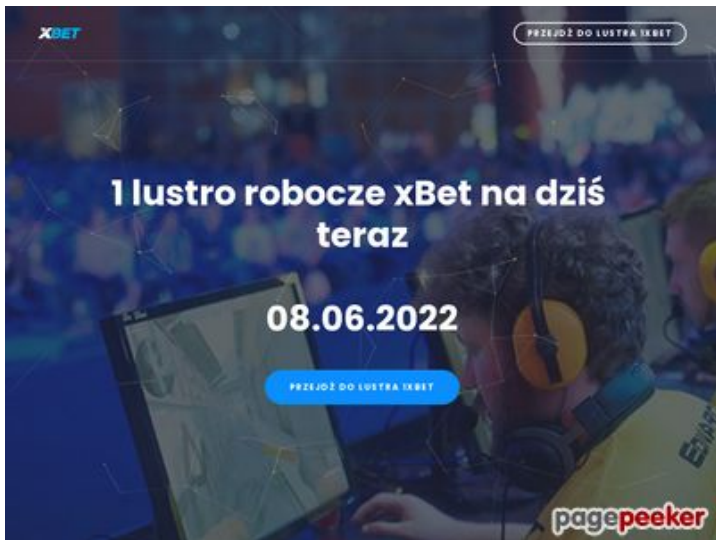 XBET
PRZEJDŹ DO LUSTRA 1XBET
1 lustro robocze xBet na dziś
teraz
08.06.2022
PRZEJDŹ DO LUSTRA 1XBET
pagepeeker